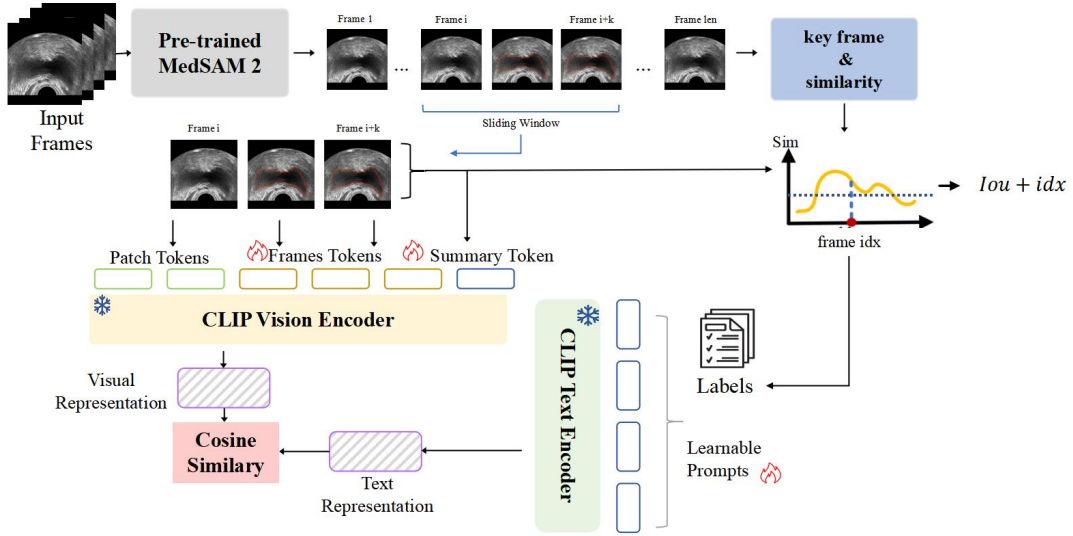 Frame 1
Frame i
Frame i+k
Frame len
Pre-trained
MedSAM 2
...
...
key frame
&
similarity
Input
Frames
Sliding Window
Frame i
Frame i+k
Sim
Iou + idx
frame idx
Patch Tokens
Frames Tokens
Summary Token
CLIP Vision Encoder
CLIP Text Encoder
Visual
Representation
Labels
Cosine
Similary
Learnable
Prompts
Text
Representation